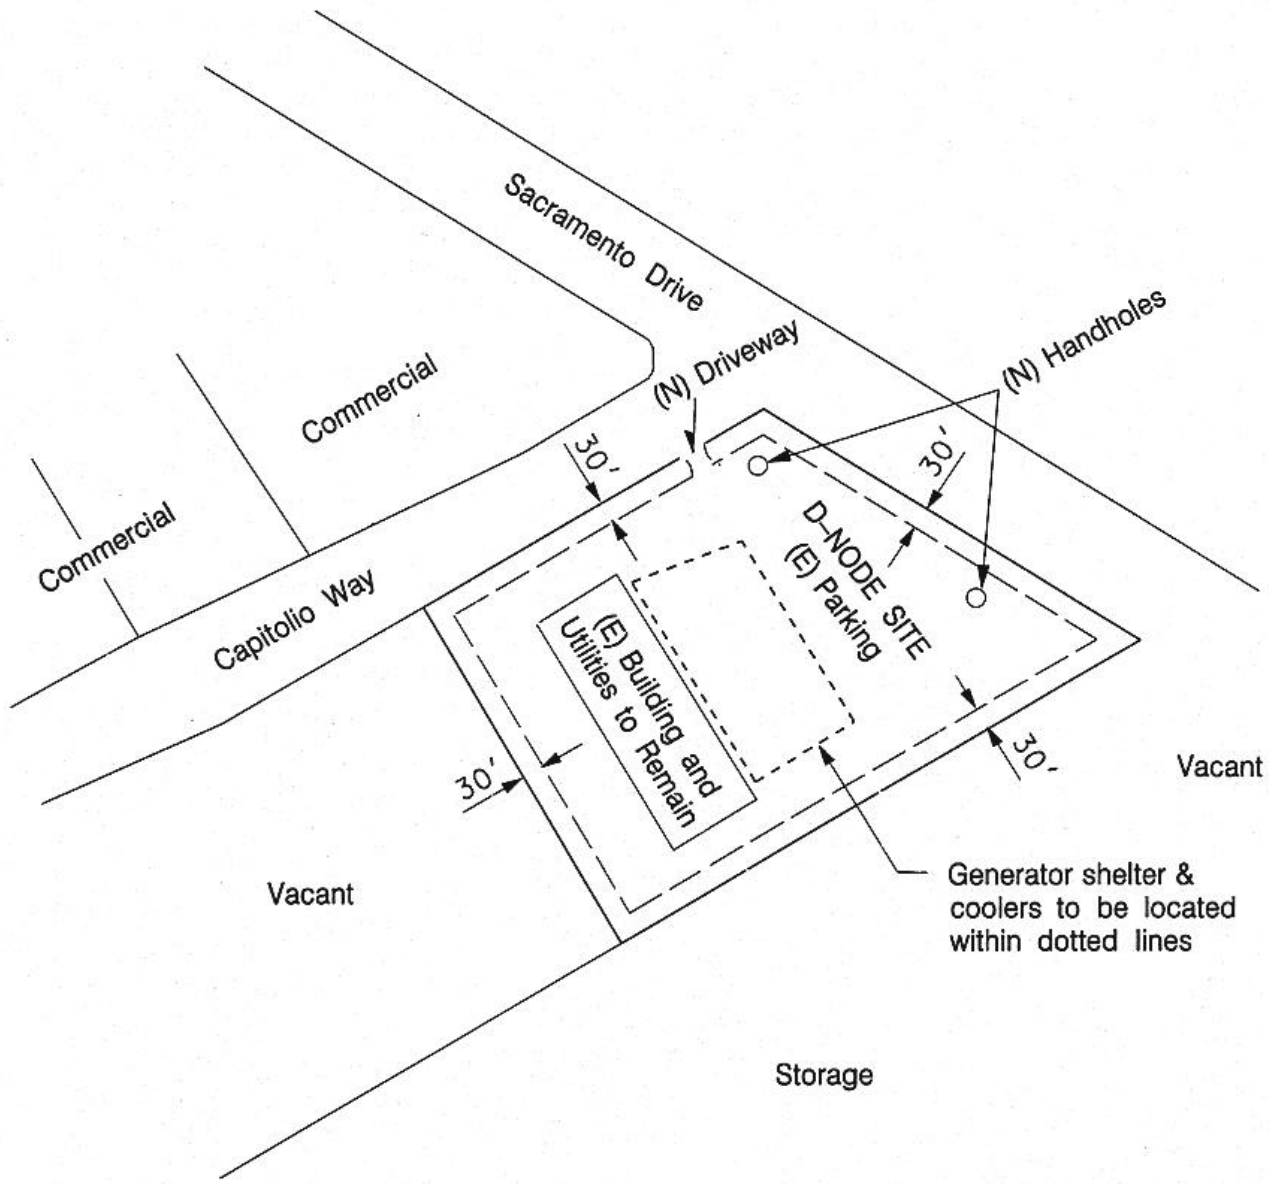 Sacramento Drive
(N) Handholes
(N) Driveway
Commercial
30'
30'
Commercial
D-NODE SITE
(E) Parking
Capitolio Way
(E) Building and
Utilities to Remain
30'
30'
Vacant
Vacant
Generator shelter &
coolers to be located
within dotted lines
Storage